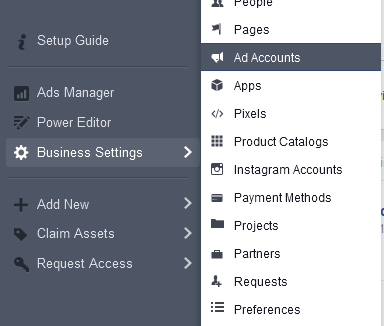 Setup Guide
Ads Manager
Power Editor
Business Settings
Add New
Claim Assets
Request Access
People
Pages
Ad Accounts
Apps
Pixels
Product Catalogs
Instagram Accounts
Payment Methods
Projects
Partners
Requests
Preferences